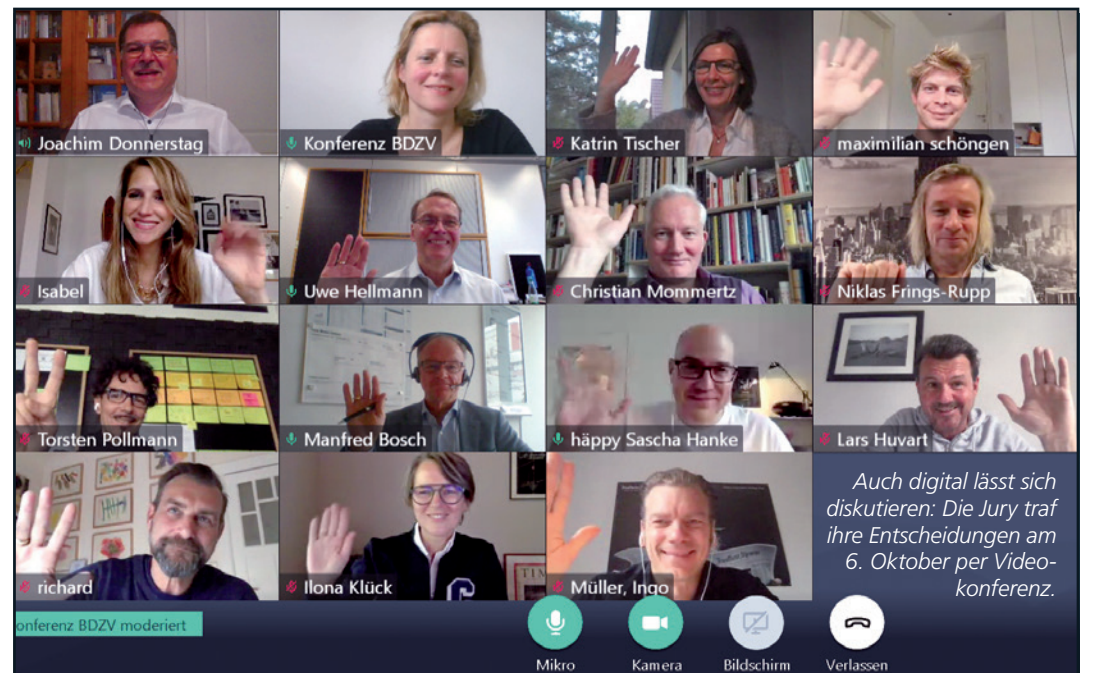 Joachim Donnerstag
Konferenz BDZV
Katrin Tischer
maximilian schöngen
Isabel
Uwe Hellmann
Christian Mommertz
Niklas Frings-Rupp
Torsten Pollmann
Manfred Bosch
häppy Sascha Hanke
Lars Huvart
richard
Ilona Klück
Müller, Ingo
Auch digital lässt sich
diskutieren: Die Jury traf
ihre Entscheidungen am
6. Oktober per Video-
konferenz.
onferenz BDZV moderiert
Mikro
Kamera
Bildschirm
Verlassen